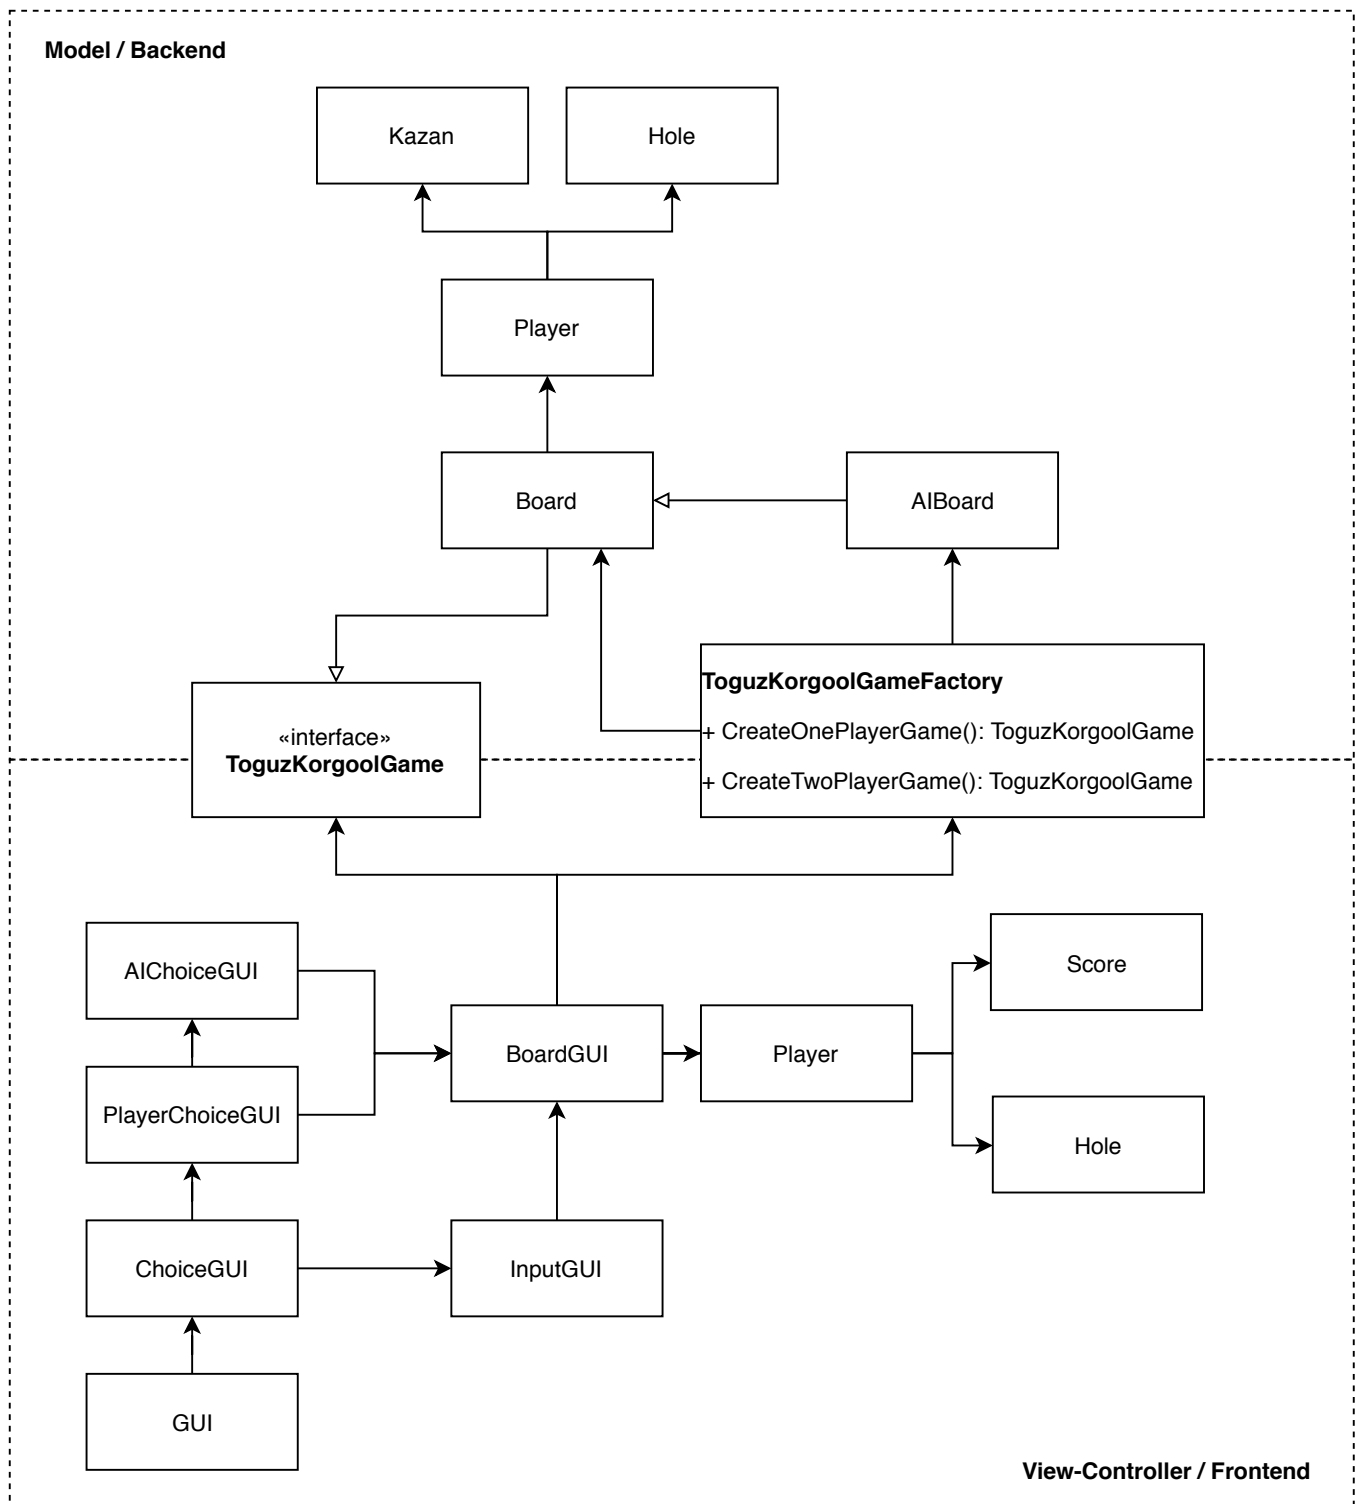 Model / Backend
Kazan
Hole
Player
Board
AIBoard
«interface»
ToguzKorgoolGame
ToguzKorgoolGameFactory
+ CreateOnePlayerGame(): ToguzKorgoolGame
+ CreateTwoPlayerGame(): ToguzKorgoolGame
AIChoiceGUI
PlayerChoiceGUI
ChoiceGUI
GUI
BoardGUI
InputGUI
Player
Score
Hole
View-Controller / Frontend